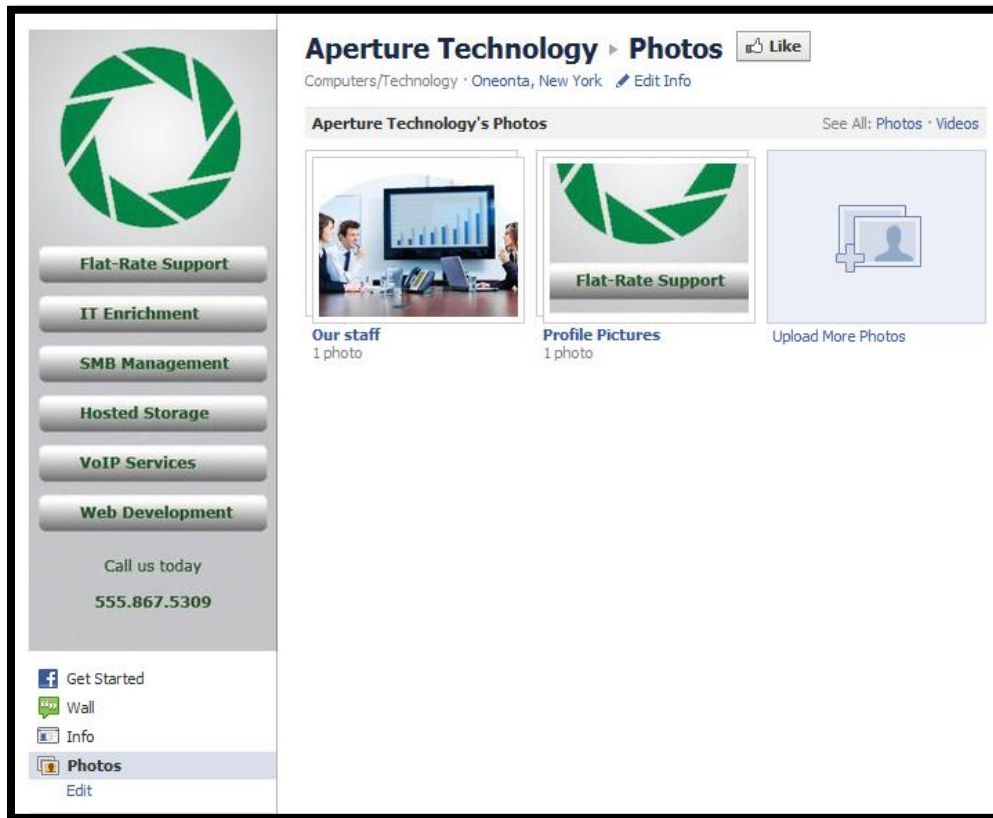 Flat-Rate Support
IT Enrichment
SMB Management
Hosted Storage
VoIP Services
Web Development
Call us today
555.867.5309
Get Started
Wall
Info
Photos
Edit
Aperture Technology ▸ Photos Like
Computers/Technology · Oneonta, New York Edit Info
Aperture Technology's Photos See All: Photos · Videos
Flat-Rate Support
Our staff Profile Pictures Upload More Photos
1 photo 1 photo